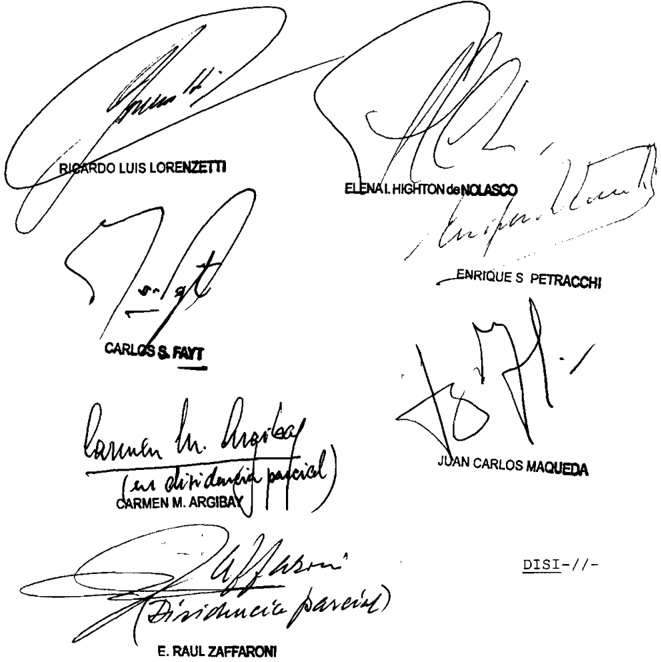 RICARDO LUIS LORENZETTI
ELENA I. HIGHTON de NOLASCO
ENRIQUE S PETRACCHI
CARLOS S. FAYT
JUAN CARLOS MAQUEDA
Carmen M. Argibay
(en disidencia parcial)
CARMEN M. ARGIBAY
Zaffaroni
(Disidencia parcial)
E. RAUL ZAFFARONI
DISI-//-